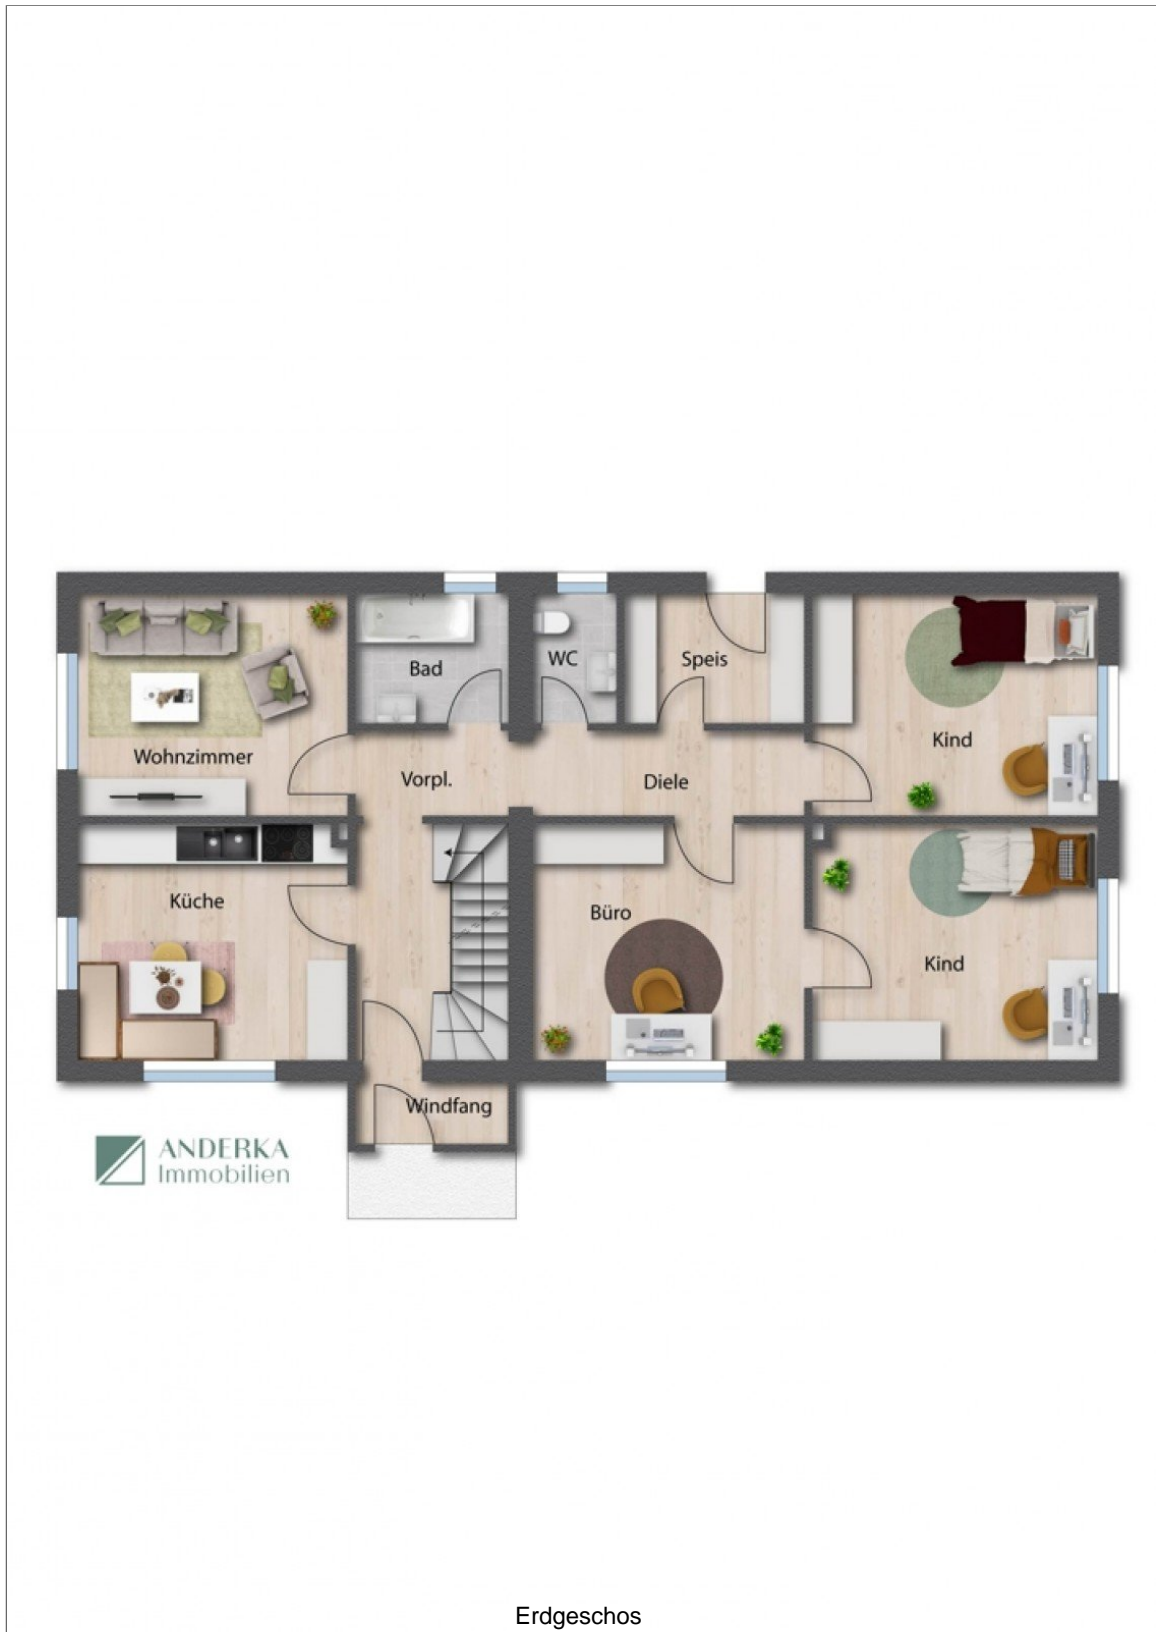 Bad
WC
Speis
Kind
Wohnzimmer
Vorpl.
Diele
Küche
Büro
Kind
Windfang
ANDERKA
Immobilien
Erdgeschos